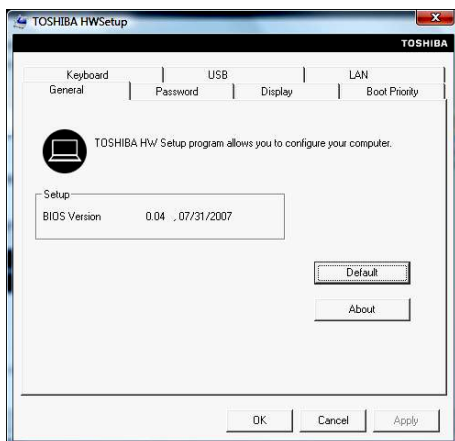 TOSHIBA HWSetup
TOSHIBA
Keyboard USB LAN
General Password Display Boot Priority
TOSHIBA HW Setup program allows you to configure your computer.
Setup
BIOS Version 0.04 , 07/31/2007
Default
About
OK Cancel Apply